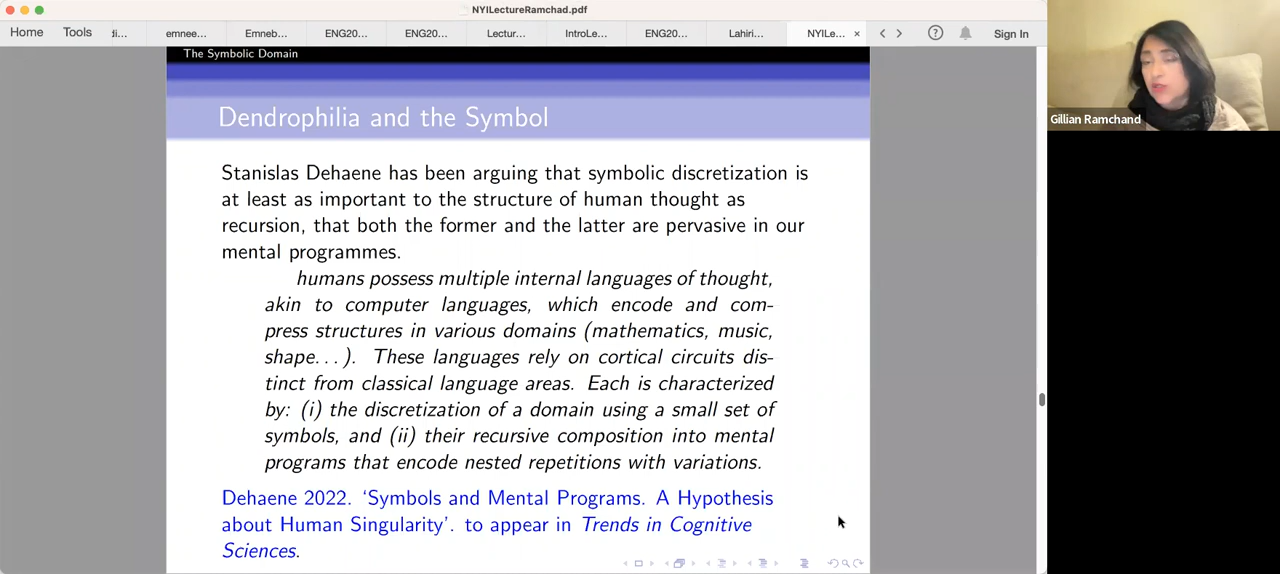 NYILectureRamchad.pdf
Home Tools di... emnee... Emneb... ENG20... ENG20... Lectur... IntroLe... ENG20... Lahiri... NYILe... × Sign In
The Symbolic Domain
Dendrophilia and the Symbol
Stanislas Dehaene has been arguing that symbolic discretization is
at least as important to the structure of human thought as
recursion, that both the former and the latter are pervasive in our
mental programmes.
humans possess multiple internal languages of thought,
akin to computer languages, which encode and com-
press structures in various domains (mathematics, music,
shape...). These languages rely on cortical circuits dis-
tinct from classical language areas. Each is characterized
by: (i) the discretization of a domain using a small set of
symbols, and (ii) their recursive composition into mental
programs that encode nested repetitions with variations.
Dehaene 2022. ‘Symbols and Mental Programs. A Hypothesis
about Human Singularity’. to appear in Trends in Cognitive
Sciences.
Gillian Ramchand